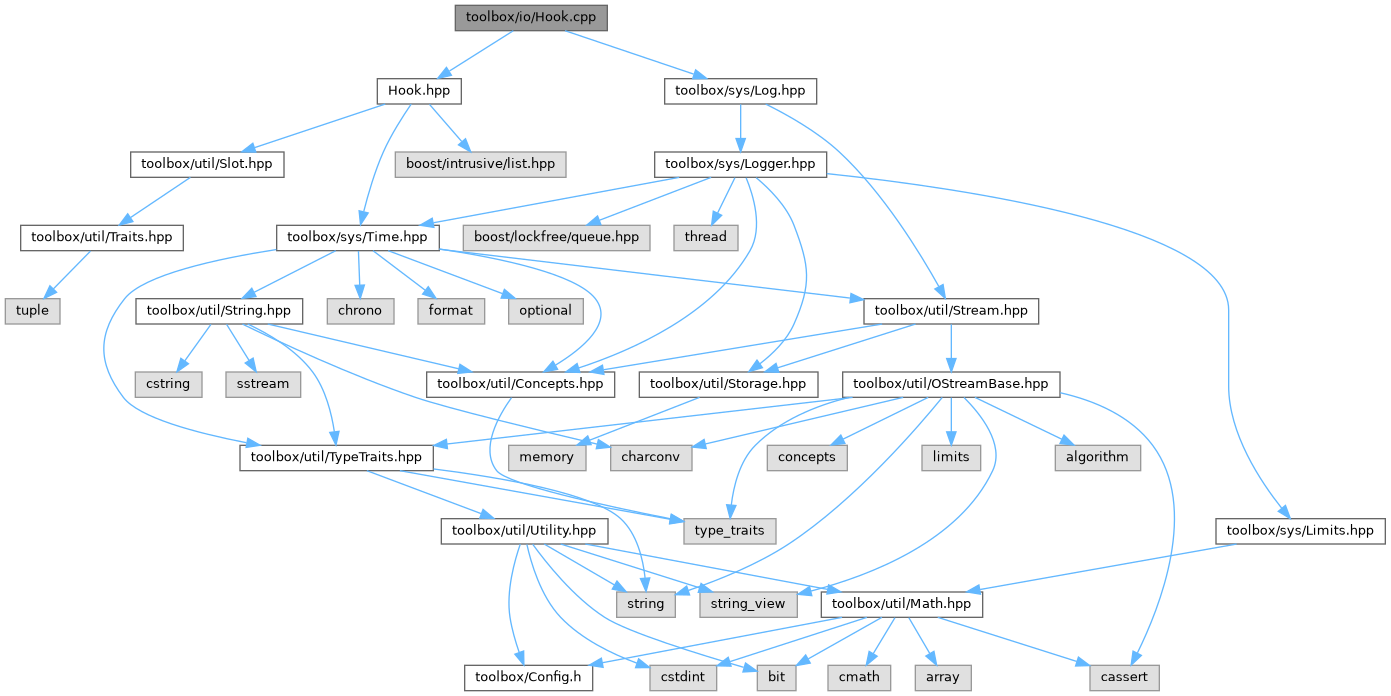 toolbox/io/Hook.cpp
Hook.hpp
toolbox/sys/Log.hpp
toolbox/util/Slot.hpp
boost/intrusive/list.hpp
toolbox/sys/Logger.hpp
toolbox/util/Traits.hpp
toolbox/sys/Time.hpp
boost/lockfree/queue.hpp
thread
tuple
toolbox/util/String.hpp
chrono
format
optional
toolbox/util/Stream.hpp
cstring
sstream
toolbox/util/Concepts.hpp
toolbox/util/Storage.hpp
toolbox/util/OStreamBase.hpp
toolbox/util/TypeTraits.hpp
memory
charconv
concepts
limits
algorithm
toolbox/util/Utility.hpp
type_traits
toolbox/sys/Limits.hpp
string
string_view
toolbox/util/Math.hpp
toolbox/Config.h
cstdint
bit
cmath
array
cassert